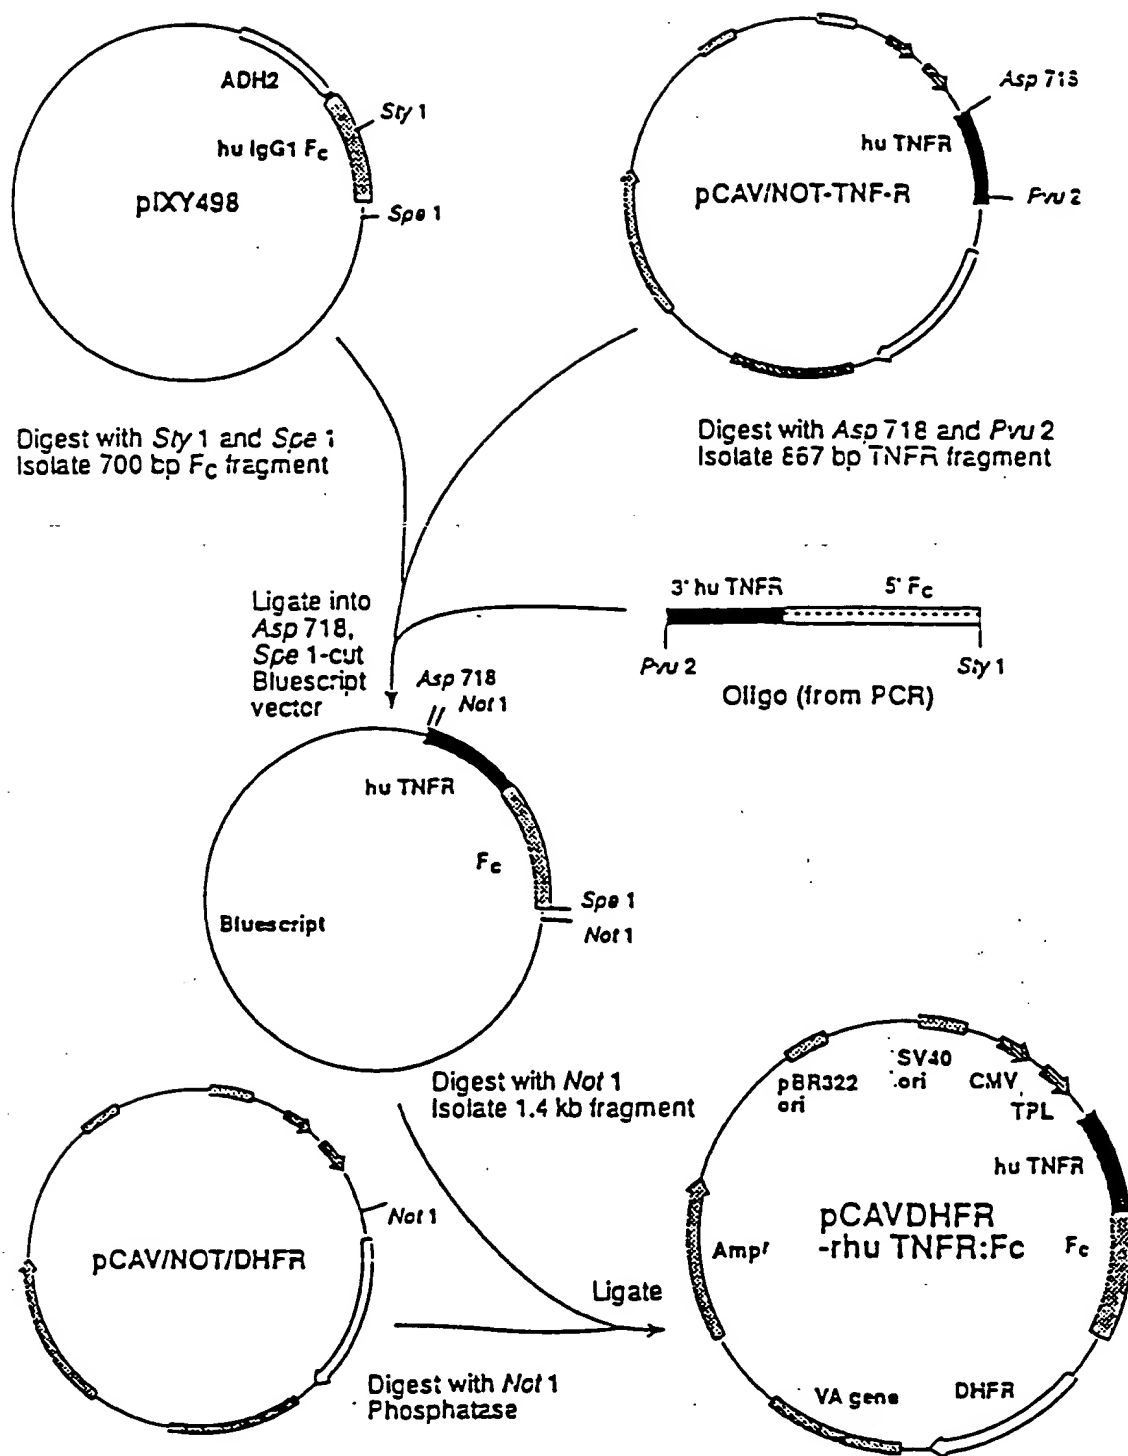 ADH2
Sty 1
hu IgG1 Fc
pIXY498
Spe 1
Asp 718
hu TNFR
pCAV/NOT-TNF-R
Pvu 2
Digest with Sty 1 and Spe 1
Isolate 700 bp Fc fragment
Digest with Asp 718 and Pvu 2
Isolate 867 bp TNFR fragment
3' hu TNFR 5' Fc
Pvu 2 Sty 1
Oligo (from PCR)
Ligate into
Asp 718,
Spe 1-cut
Bluescript
vector
Asp 718
Not 1
hu TNFR
Fc
Spe 1
Not 1
Bluescript
Digest with Not 1
Isolate 1.4 kb fragment
pCAV/NOT/DHFR
Not 1
Digest with Not 1
Phosphatase
Ligate
pBR322
ori
SV40
ori
CMV
TPL
hu TNFR
pCAVDHFR
-rhu TNFR:Fc
Fc
Ampr
VA gene
DHFR